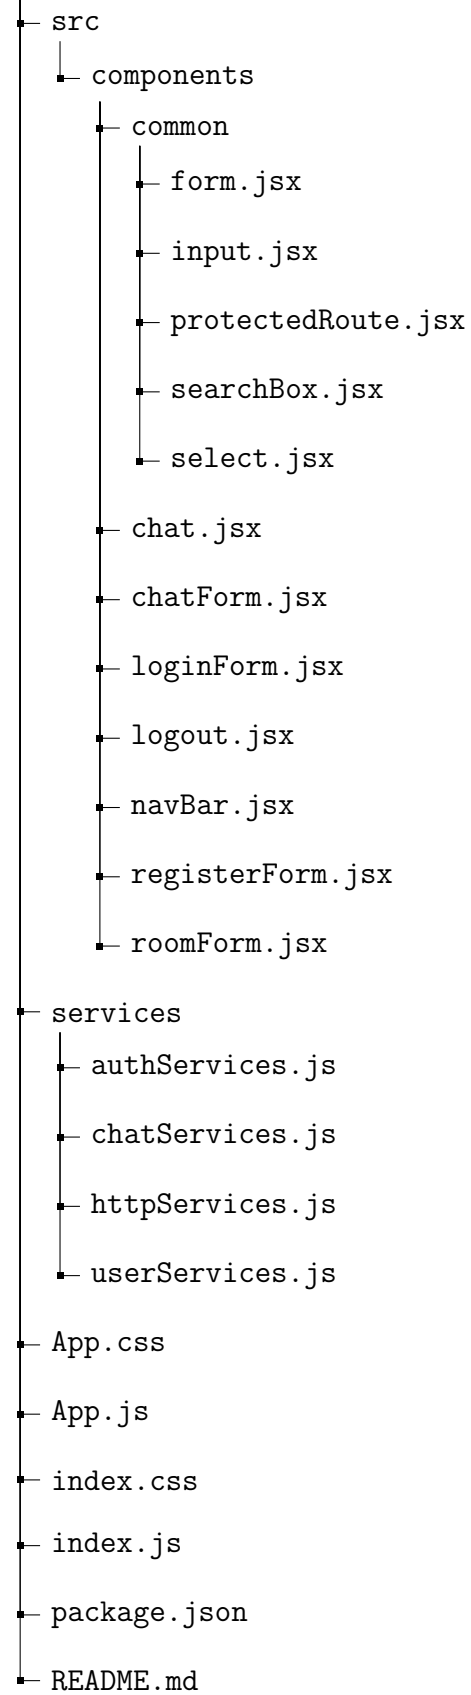 src
components
common
form.jsx
input.jsx
protectedRoute.jsx
searchBox.jsx
select.jsx
chat.jsx
chatForm.jsx
loginForm.jsx
logout.jsx
navBar.jsx
registerForm.jsx
roomForm.jsx
services
authServices.js
chatServices.js
httpServices.js
userServices.js
App.css
App.js
index.css
index.js
package.json
README.md